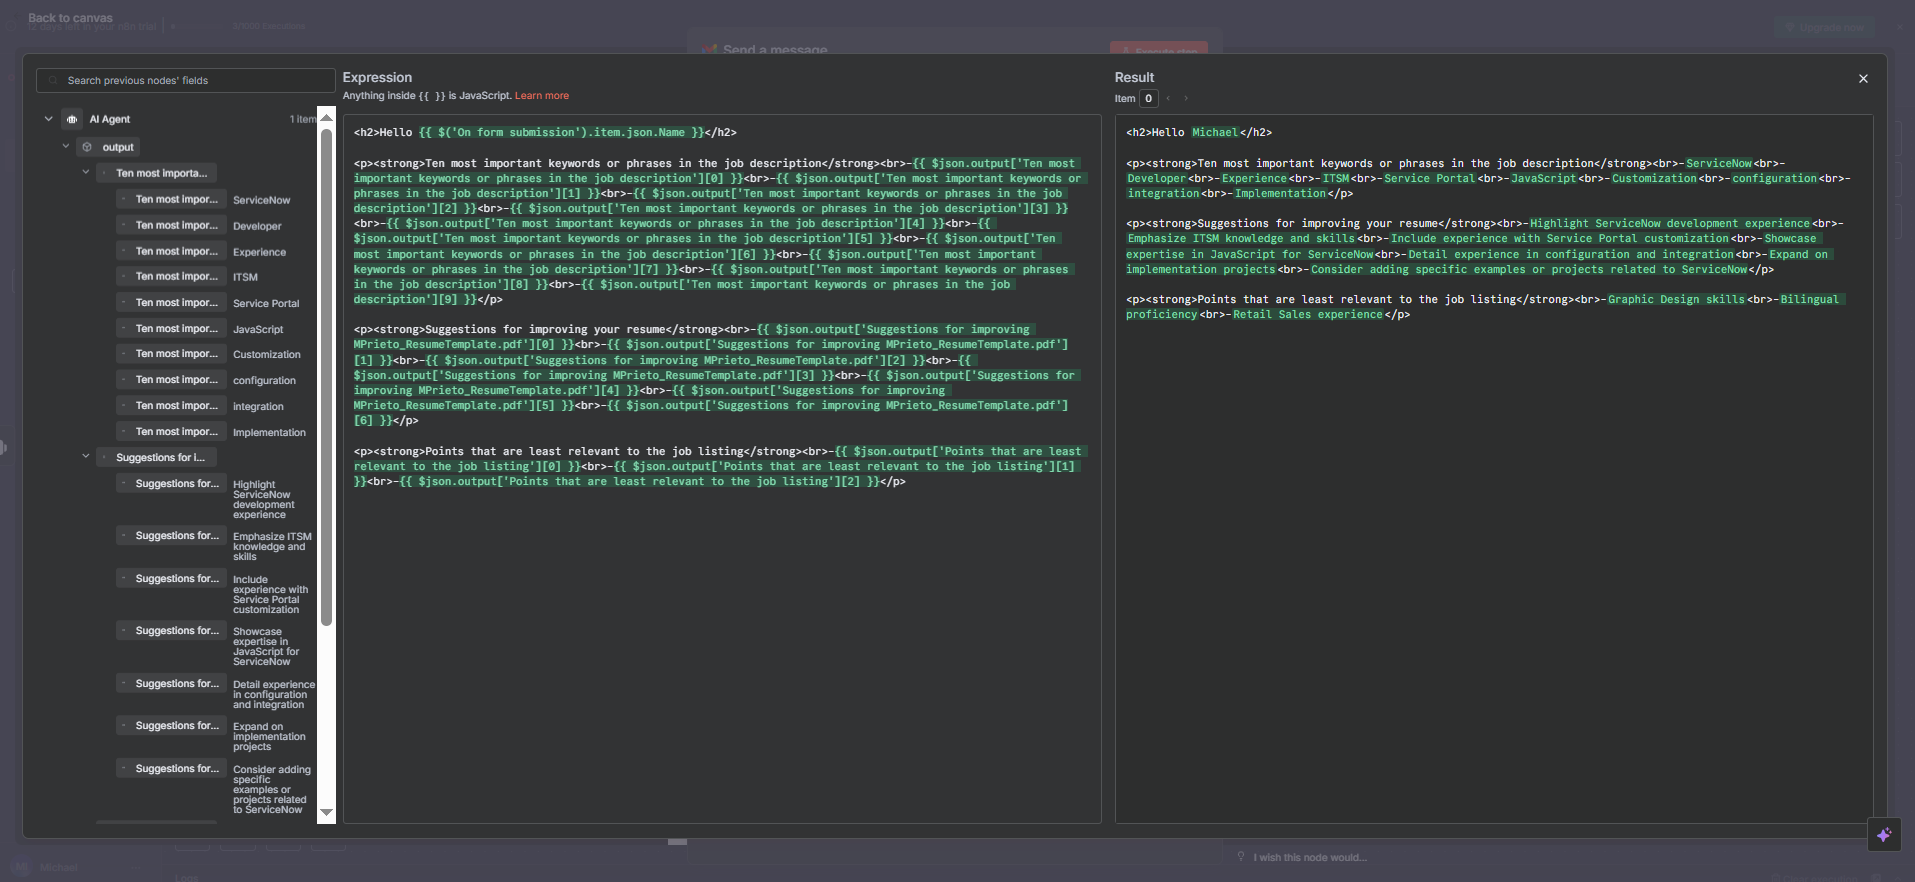 Back to canvas
days left in your n8n trial
2/1000 Executions
Upgrade now
Send a message
Execute step
Search previous nodes' fields
AI Agent
1 item
output
Ten most importa...
Ten most impor... ServiceNow
Ten most impor... Developer
Ten most impor... Experience
Ten most impor... ITSM
Ten most impor... Service Portal
Ten most impor... JavaScript
Ten most impor... Customization
Ten most impor... configuration
Ten most impor... integration
Ten most impor... Implementation
Suggestions for i...
Suggestions for... Highlight
ServiceNow
development
experience
Suggestions for... Emphasize ITSM
knowledge and
skills
Suggestions for... Include
experience with
Service Portal
customization
Suggestions for... Showcase
expertise in
JavaScript for
ServiceNow
Suggestions for... Detail experience
in configuration
and integration
Suggestions for... Expand on
implementation
projects
Suggestions for... Consider adding
specific
examples or
projects related
to ServiceNow
Expression
Anything inside {{ }} is JavaScript. Learn more
<h2>Hello {{ $('On form submission').item.json.Name }}</h2>
<p><strong>Ten most important keywords or phrases in the job description</strong><br>-{{ $json.output['Ten most
important keywords or phrases in the job description'][0] }}<br>-{{ $json.output['Ten most important keywords or
phrases in the job description'][1] }}<br>-{{ $json.output['Ten most important keywords or phrases in the job
description'][2] }}<br>-{{ $json.output['Ten most important keywords or phrases in the job description'][3] }}
<br>-{{ $json.output['Ten most important keywords or phrases in the job description'][4] }}<br>-{{
$json.output['Ten most important keywords or phrases in the job description'][5] }}<br>-{{ $json.output['Ten
most important keywords or phrases in the job description'][6] }}<br>-{{ $json.output['Ten most important
keywords or phrases in the job description'][7] }}<br>-{{ $json.output['Ten most important keywords or phrases
in the job description'][8] }}<br>-{{ $json.output['Ten most important keywords or phrases in the job
description'][9] }}</p>
<p><strong>Suggestions for improving your resume</strong><br>-{{ $json.output['Suggestions for improving
MPrieto_ResumeTemplate.pdf'][0] }}<br>-{{ $json.output['Suggestions for improving MPrieto_ResumeTemplate.pdf']
[1] }}<br>-{{ $json.output['Suggestions for improving MPrieto_ResumeTemplate.pdf'][2] }}<br>-{{
$json.output['Suggestions for improving MPrieto_ResumeTemplate.pdf'][3] }}<br>-{{ $json.output['Suggestions for
improving MPrieto_ResumeTemplate.pdf'][4] }}<br>-{{ $json.output['Suggestions for improving
MPrieto_ResumeTemplate.pdf'][5] }}<br>-{{ $json.output['Suggestions for improving MPrieto_ResumeTemplate.pdf']
[6] }}</p>
<p><strong>Points that are least relevant to the job listing</strong><br>-{{ $json.output['Points that are least
relevant to the job listing'][0] }}<br>-{{ $json.output['Points that are least relevant to the job listing'][1]
}}<br>-{{ $json.output['Points that are least relevant to the job listing'][2] }}</p>
Result
Item 0
<h2>Hello Michael</h2>
<p><strong>Ten most important keywords or phrases in the job description</strong><br>-ServiceNow<br>-
Developer<br>-Experience<br>-ITSM<br>-Service Portal<br>-JavaScript<br>-Customization<br>-configuration<br>-
integration<br>-Implementation</p>
<p><strong>Suggestions for improving your resume</strong><br>-Highlight ServiceNow development experience<br>-
Emphasize ITSM knowledge and skills<br>-Include experience with Service Portal customization<br>-Showcase
expertise in JavaScript for ServiceNow<br>-Detail experience in configuration and integration<br>-Expand on
implementation projects<br>-Consider adding specific examples or projects related to ServiceNow</p>
<p><strong>Points that are least relevant to the job listing</strong><br>-Graphic Design skills<br>-Bilingual
proficiency<br>-Retail Sales experience</p>
I wish this node would...
Michael
Logs